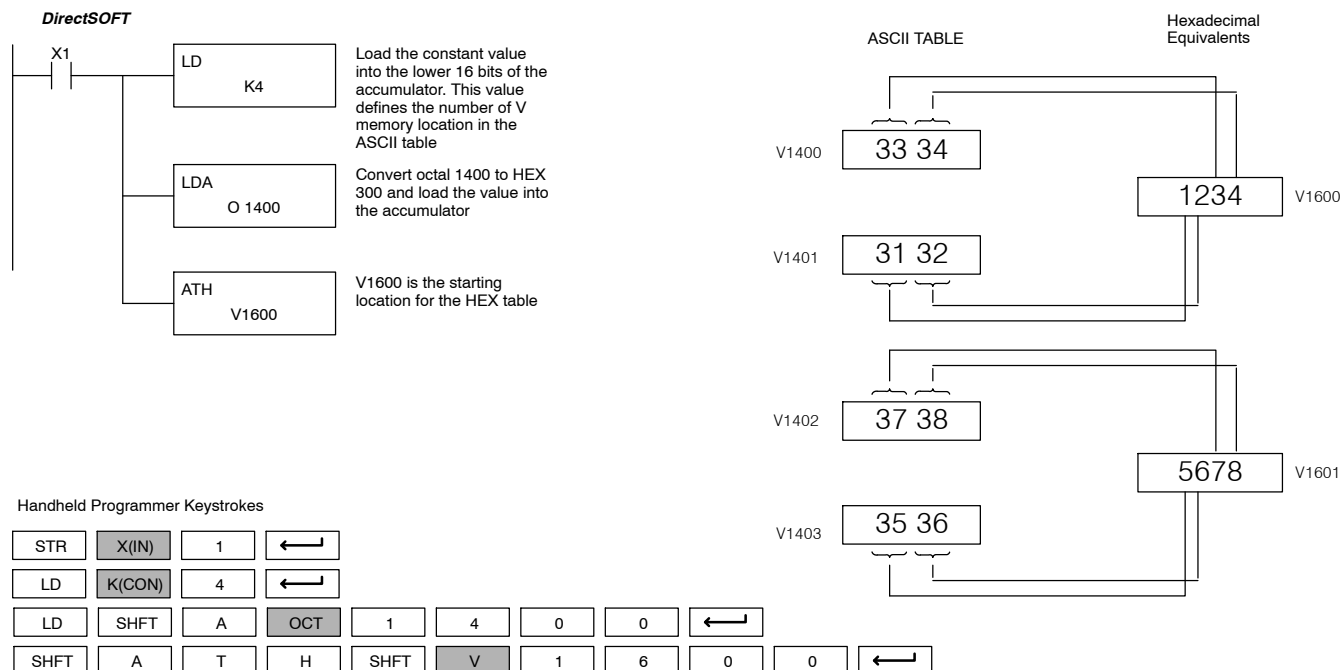 DirectSOFT
X1
LD
K4
Load the constant value
into the lower 16 bits of the
accumulator. This value
defines the number of V
memory location in the
ASCII table
LDA
O 1400
Convert octal 1400 to HEX
300 and load the value into
the accumulator
ATH
V1600
V1600 is the starting
location for the HEX table
ASCII TABLE
Hexadecimal
Equivalents
V1400
33 34
1234
V1600
V1401
31 32
V1402
37 38
5678
V1601
V1403
35 36
Handheld Programmer Keystrokes
STR X(IN) 1
LD K(CON) 4
LD SHFT A OCT 1 4 0 0
SHFT A T H SHFT V 1 6 0 0